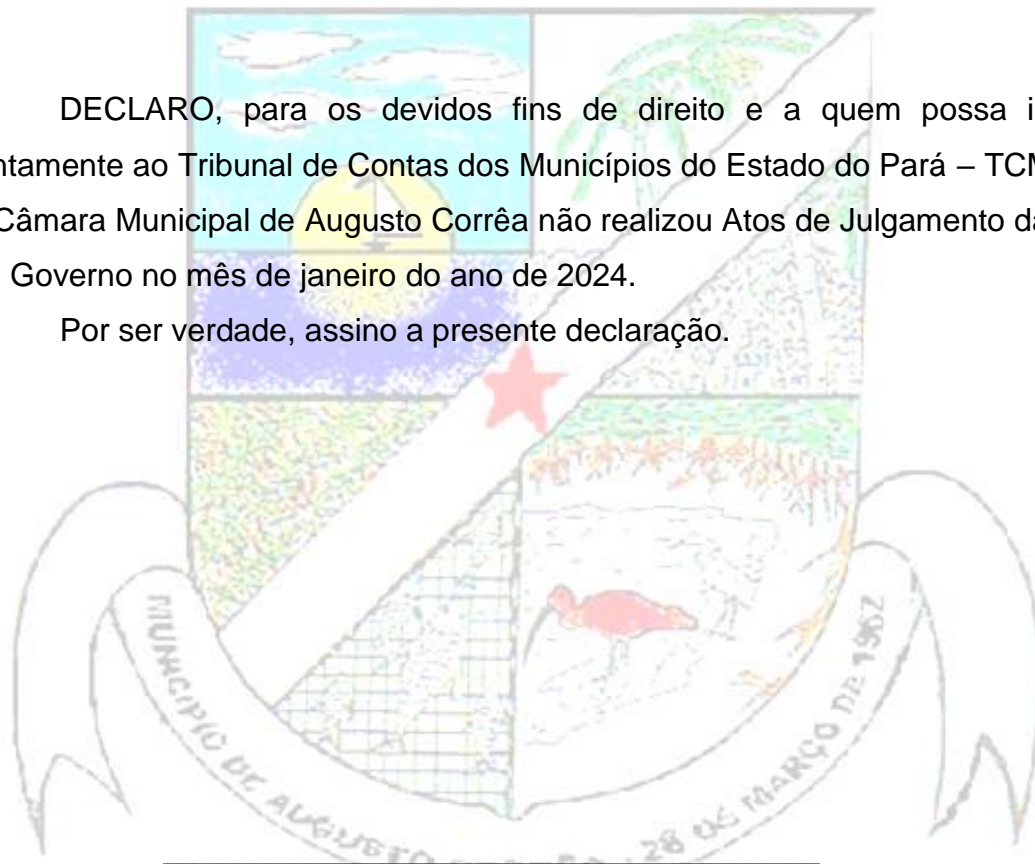 DECLARO, para os devidos fins de direito e a quem possa i
ntamente ao Tribunal de Contas dos Municípios do Estado do Pará – TCM
Câmara Municipal de Augusto Corrêa não realizou Atos de Julgamento da
Governo no mês de janeiro do ano de 2024.
Por ser verdade, assino a presente declaração.
MUNICÍPIO DE AUGUSTO 28 DE MARÇO DE 1962